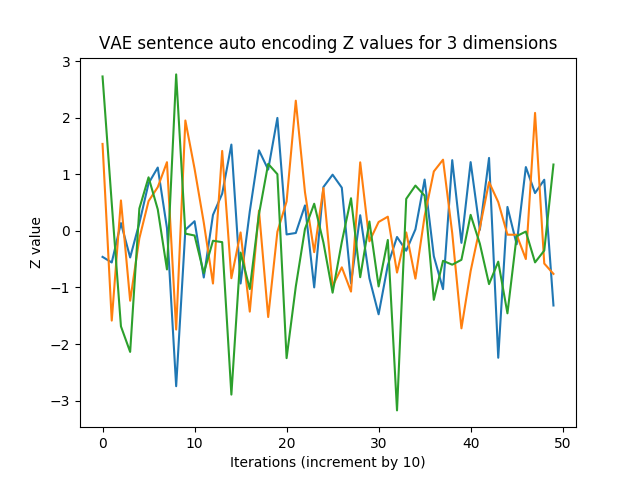 VAE sentence auto encoding Z values for 3 dimensions
3
2
1
0
−1
−2
−3
Z value
0 10 20 30 40 50
Iterations (increment by 10)